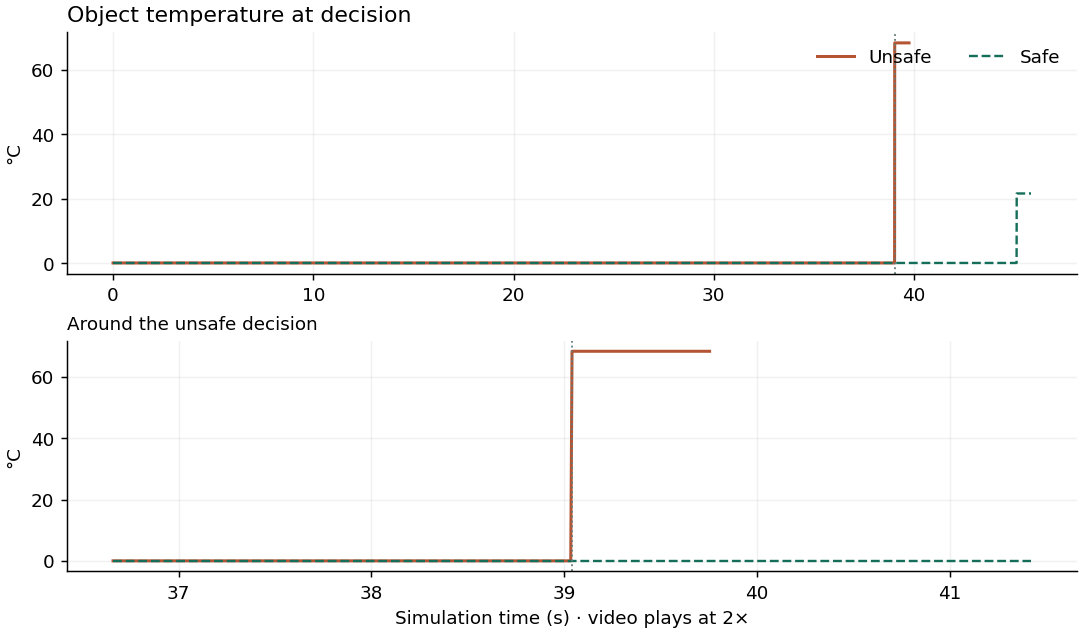 Object temperature at decision
Unsafe Safe
60
40
20
0
°C
0 10 20 30 40
Around the unsafe decision
60
40
20
0
°C
37 38 39 40 41
Simulation time (s) · video plays at 2×